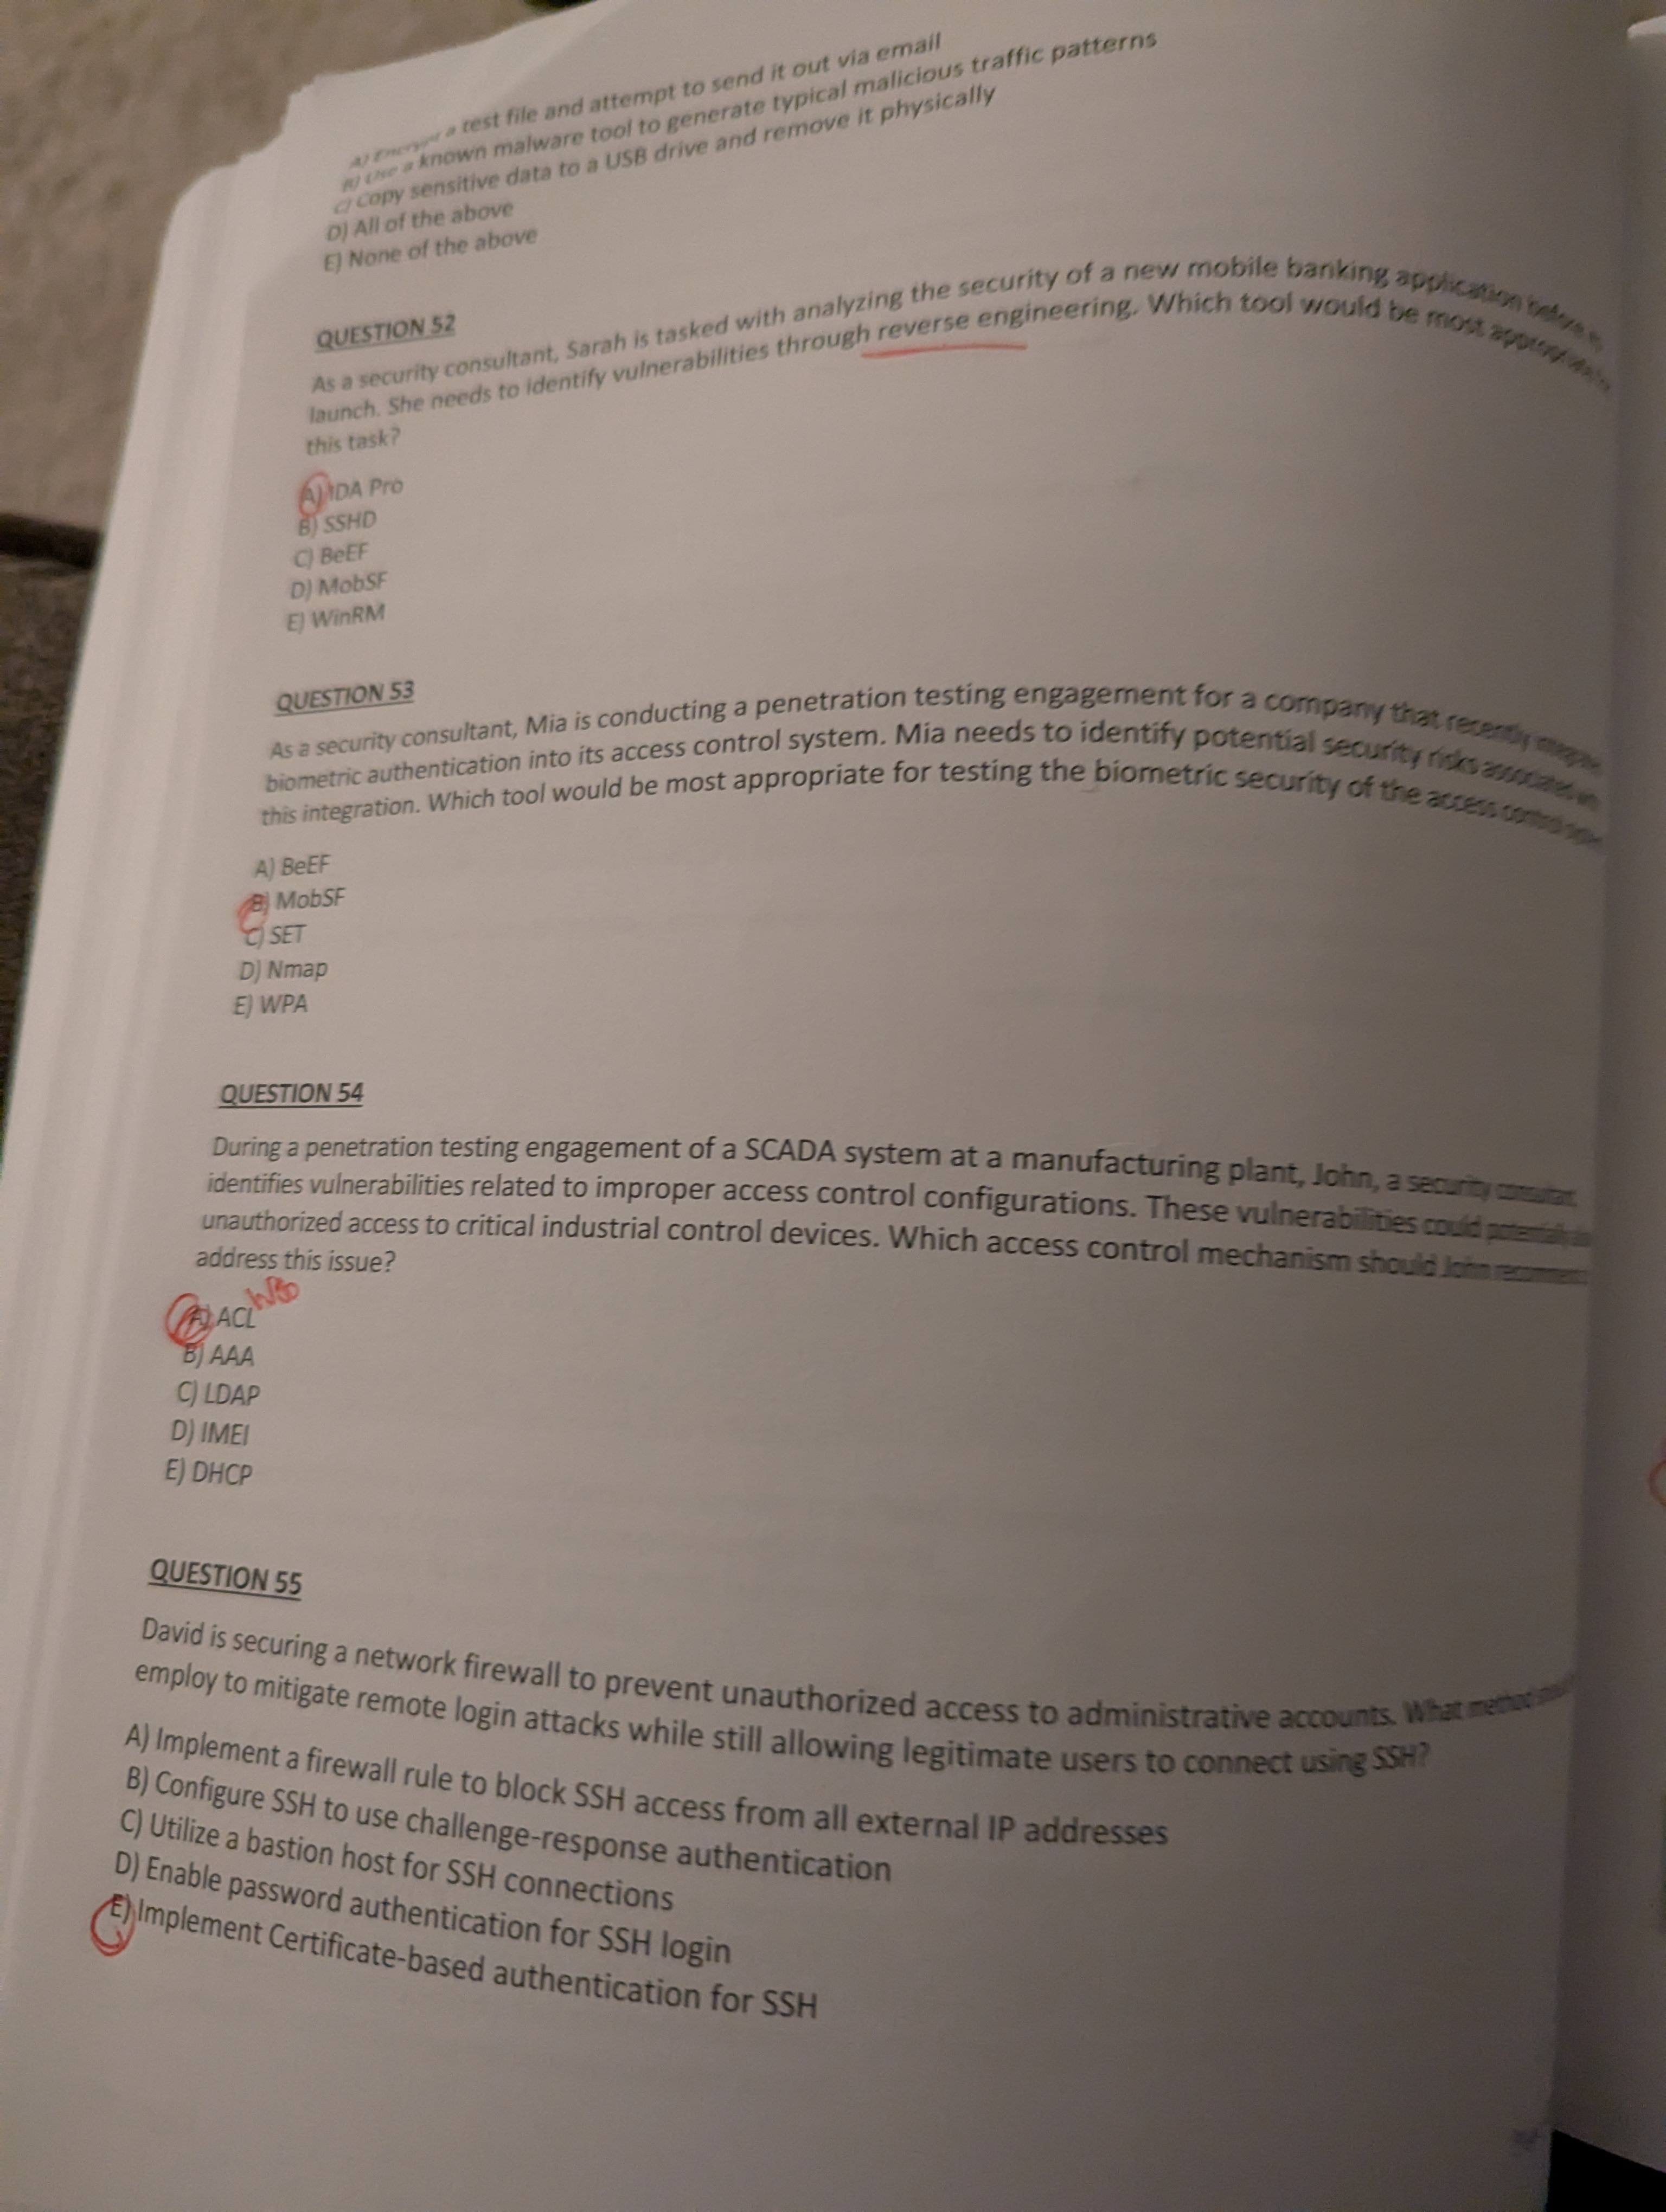 A) Encrypt a test file and attempt to send it out via email
B) Use a known malware tool to generate typical malicious traffic patterns
C) Copy sensitive data to a USB drive and remove it physically
D) All of the above
E) None of the above
QUESTION 52
As a security consultant, Sarah is tasked with analyzing the security of a new mobile banking application before
launch. She needs to identify vulnerabilities through reverse engineering. Which tool would be most appropriate
this task?
A) IDA Pro
B) SSHD
C) BeEF
D) MobSF
E) WinRM
QUESTION 53
As a security consultant, Mia is conducting a penetration testing engagement for a company that recently
biometric authentication into its access control system. Mia needs to identify potential security risks associated
this integration. Which tool would be most appropriate for testing the biometric security of the access control
A) BeEF
B) MobSF
C) SET
D) Nmap
E) WPA
QUESTION 54
During a penetration testing engagement of a SCADA system at a manufacturing plant, John, a security consultant,
identifies vulnerabilities related to improper access control configurations. These vulnerabilities could potentially
unauthorized access to critical industrial control devices. Which access control mechanism should John recommend
address this issue?
A) ACL
B) AAA
C) LDAP
D) IMEI
E) DHCP
QUESTION 55
David is securing a network firewall to prevent unauthorized access to administrative accounts. What method
employ to mitigate remote login attacks while still allowing legitimate users to connect using SSH?
A) Implement a firewall rule to block SSH access from all external IP addresses
B) Configure SSH to use challenge-response authentication
C) Utilize a bastion host for SSH connections
D) Enable password authentication for SSH login
E) Implement Certificate-based authentication for SSH